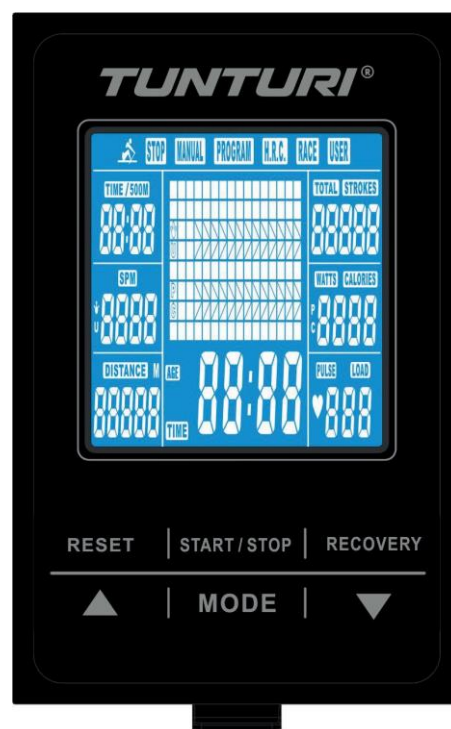 TUNTURI®
STOP MANUAL PROGRAM H.R.C. RACE USER
TIME / 500M
88:88
TOTAL STROKES
88888
SPM
8888
WATTS CALORIES
P
C
8888
DISTANCE M
88888
AGE
88:88
TIME
PULSE LOAD
888
RESET START / STOP RECOVERY
MODE